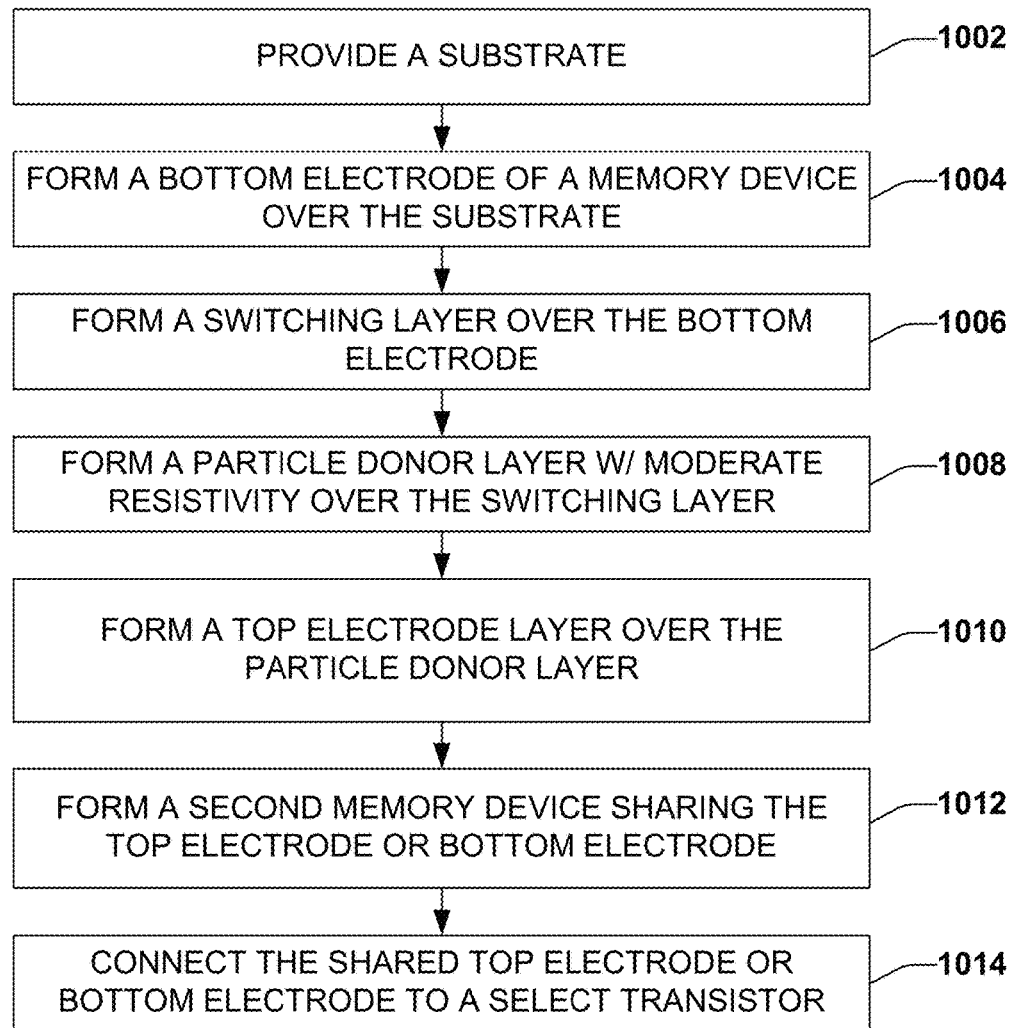 PROVIDE A SUBSTRATE
1002
FORM A BOTTOM ELECTRODE OF A MEMORY DEVICE
OVER THE SUBSTRATE
1004
FORM A SWITCHING LAYER OVER THE BOTTOM
ELECTRODE
1006
FORM A PARTICLE DONOR LAYER W/ MODERATE
RESISTIVITY OVER THE SWITCHING LAYER
1008
FORM A TOP ELECTRODE LAYER OVER THE
PARTICLE DONOR LAYER
1010
FORM A SECOND MEMORY DEVICE SHARING THE
TOP ELECTRODE OR BOTTOM ELECTRODE
1012
CONNECT THE SHARED TOP ELECTRODE OR
BOTTOM ELECTRODE TO A SELECT TRANSISTOR
1014